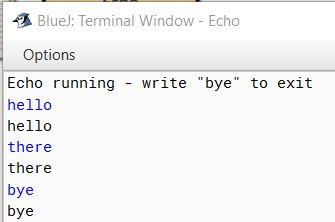 BlueJ: Terminal Window - Echo
Options
Echo running - write "bye" to exit
hello
hello
there
there
bye
bye